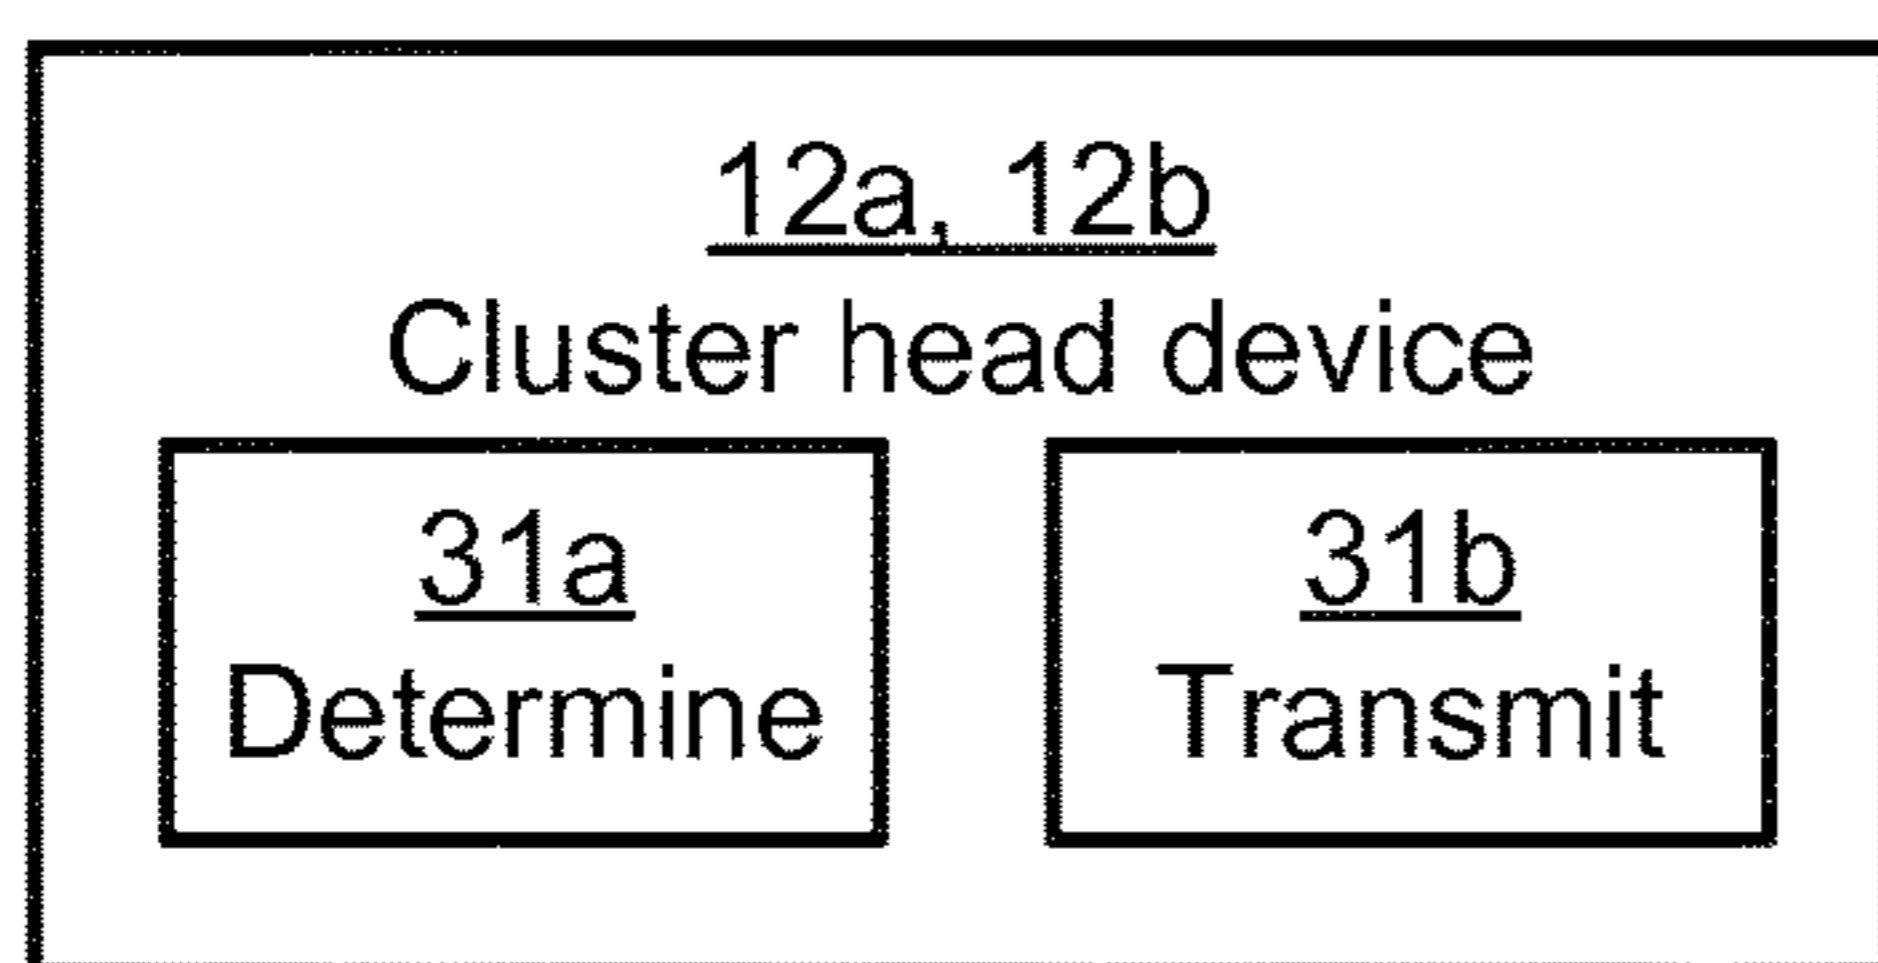 12a, 12b
Cluster head device
31a
Determine
31b
Transmit